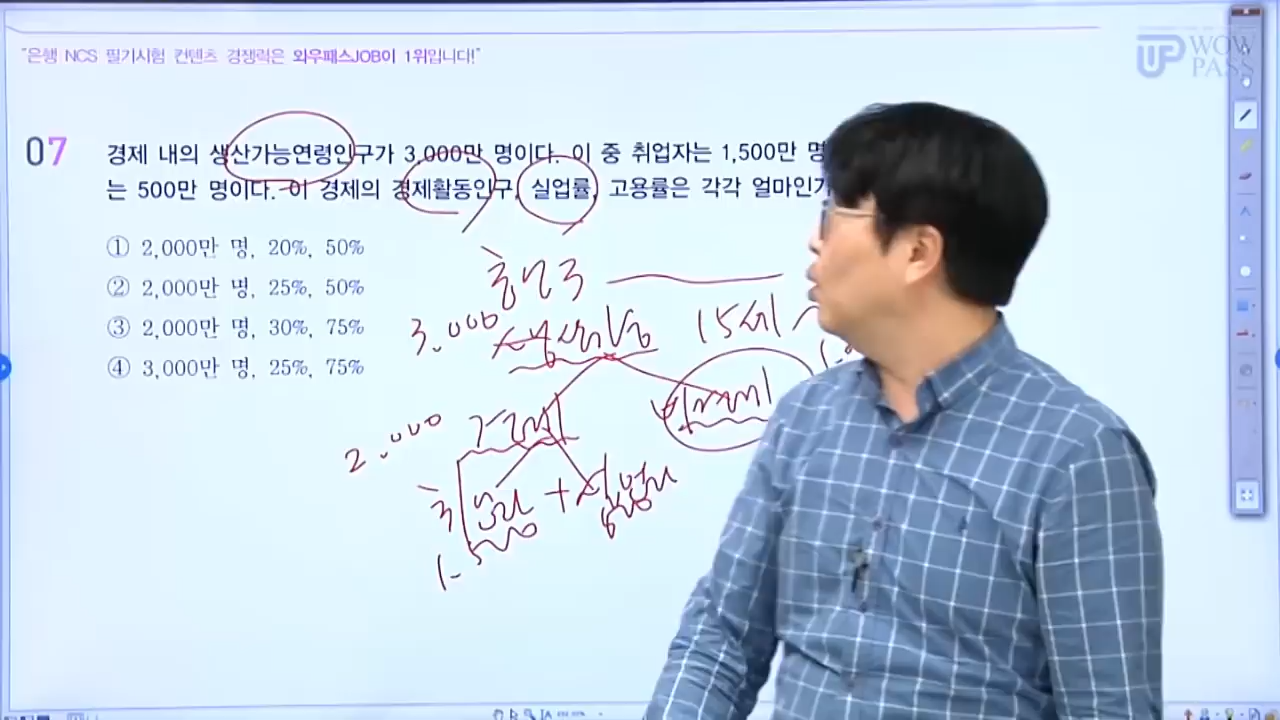 "은행 NCS 필기시험 컨텐츠 경쟁력은 와우패스JOB이 1위입니다!"
WOW
PASS
07
경제 내의 생산가능연령인구가 3,000만 명이다. 이 중 취업자는 1,500만 명
는 500만 명이다. 이 경제의 경제활동인구, 실업률, 고용률은 각각 얼마인가
① 2,000만 명, 20%, 50%
② 2,000만 명, 25%, 50%
③ 2,000만 명, 30%, 75%
④ 3,000만 명, 25%, 75%
총인구
3.000 생산가능 15세~
2.000
1.500 500